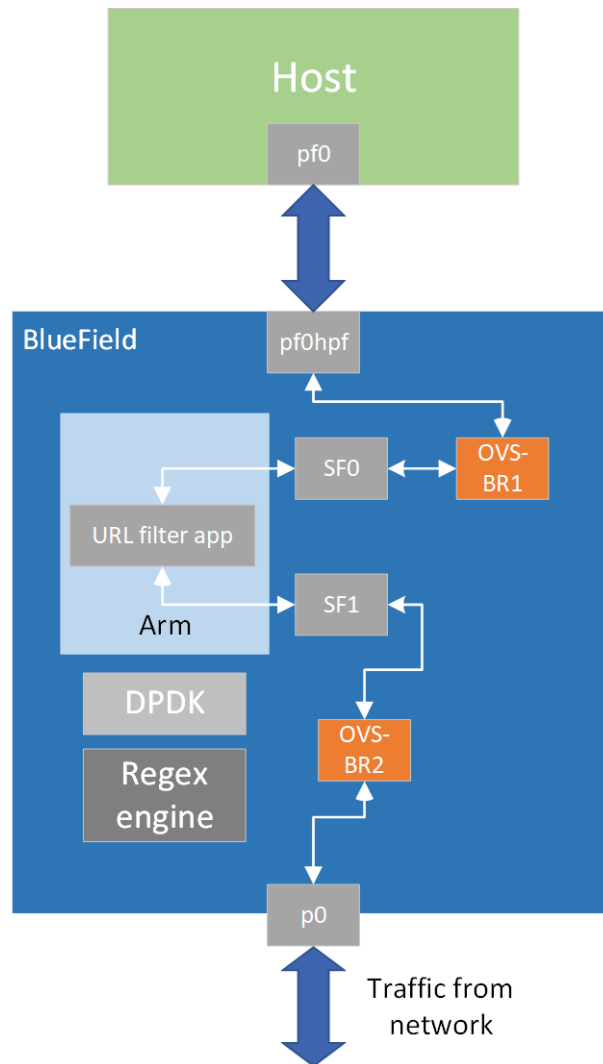 Host
pf0
BlueField
pf0hpf
SF0
OVS-
BR1
URL filter app
SF1
Arm
DPDK
OVS-
BR2
Regex
engine
p0
Traffic from
network